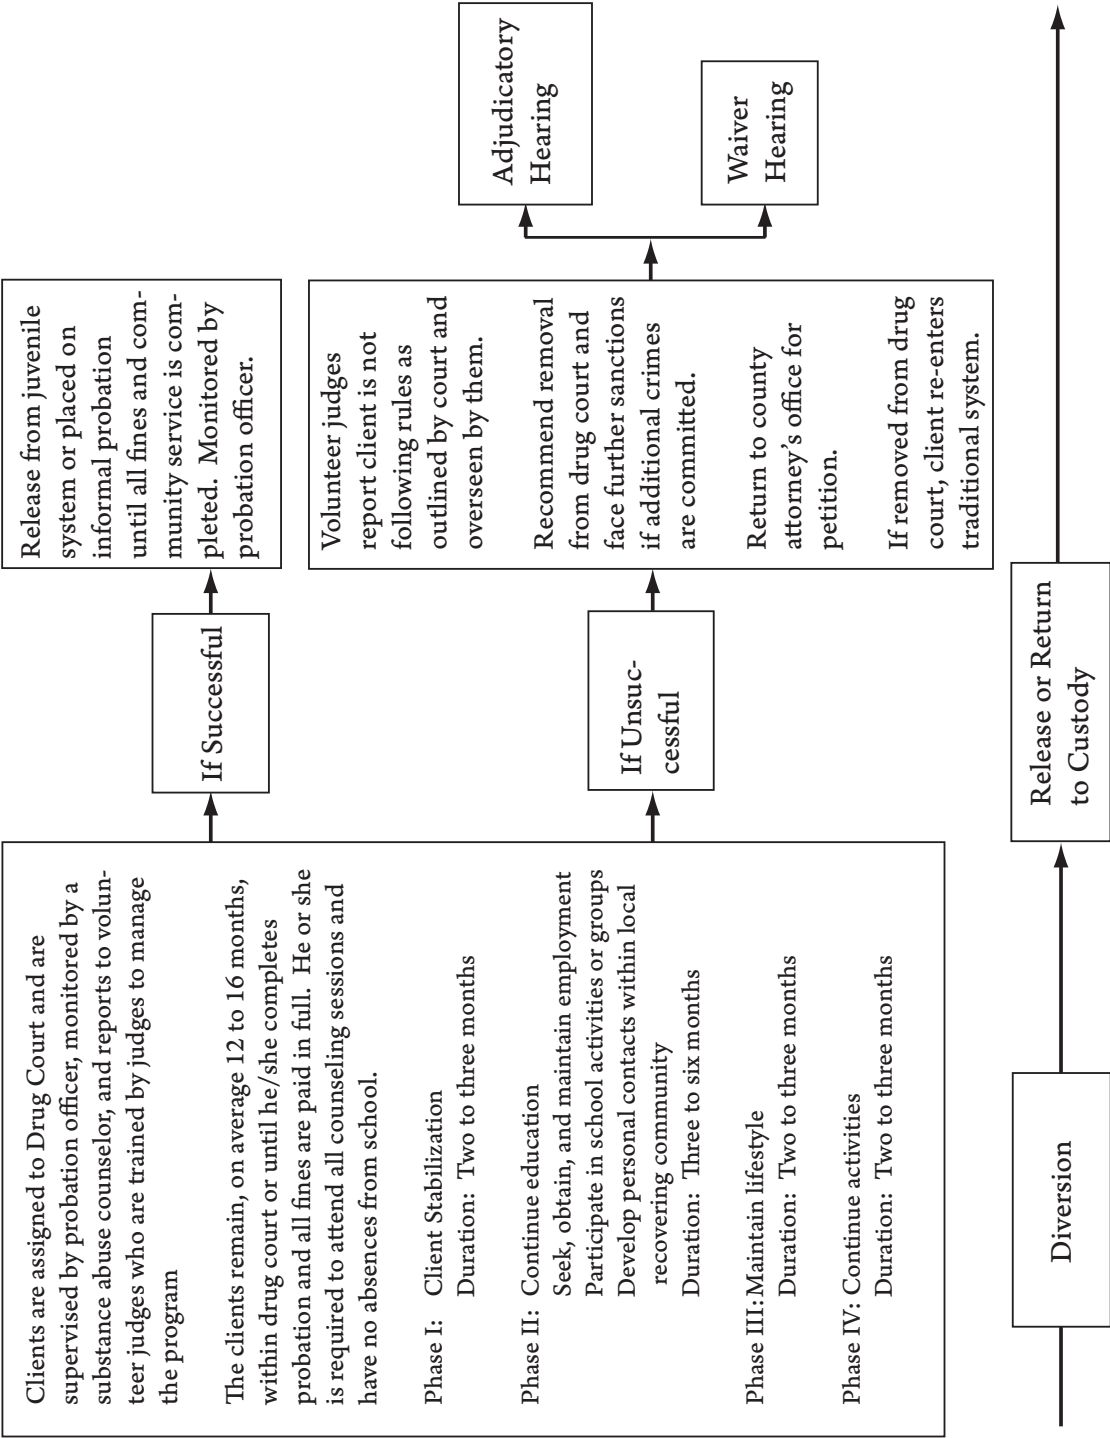 Clients are assigned to Drug Court and are
supervised by probation officer, monitored by a
substance abuse counselor, and reports to volun-
teer judges who are trained by judges to manage
the program
The clients remain, on average 12 to 16 months,
within drug court or until he/she completes
probation and all fines are paid in full. He or she
is required to attend all counseling sessions and
have no absences from school.
Phase I: Client Stabilization
Duration: Two to three months
Phase II: Continue education
Seek, obtain, and maintain employment
Participate in school activities or groups
Develop personal contacts within local
recovering community
Duration: Three to six months
Phase III: Maintain lifestyle
Duration: Two to three months
Phase IV: Continue activities
Duration: Two to three months
If Successful
Release from juvenile
system or placed on
informal probation
until all fines and com-
munity service is com-
pleted. Monitored by
probation officer.
If Unsuc-
cessful
Volunteer judges
report client is not
following rules as
outlined by court and
overseen by them.
Recommend removal
from drug court and
face further sanctions
if additional crimes
are committed.
Return to county
attorney's office for
petition.
If removed from drug
court, client re-enters
traditional system.
Adjudicatory
Hearing
Waiver
Hearing
Diversion
Release or Return
to Custody